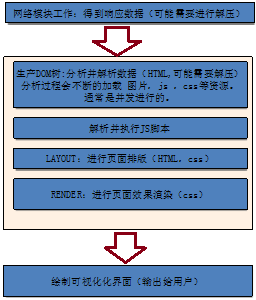 网络模块工作：得到响应数据（可能需要进行解压）
生产DOM树:分析并解析数据（HTML,可能需要解压）
分析过程会不断的加载 图片，js ，css等资源。
通常是并发进行的。
解析并执行JS脚本
LAYOUT：进行页面排版（HTML，css）
RENDER：进行页面效果渲染（css）
绘制可视化化界面（输出给用户）